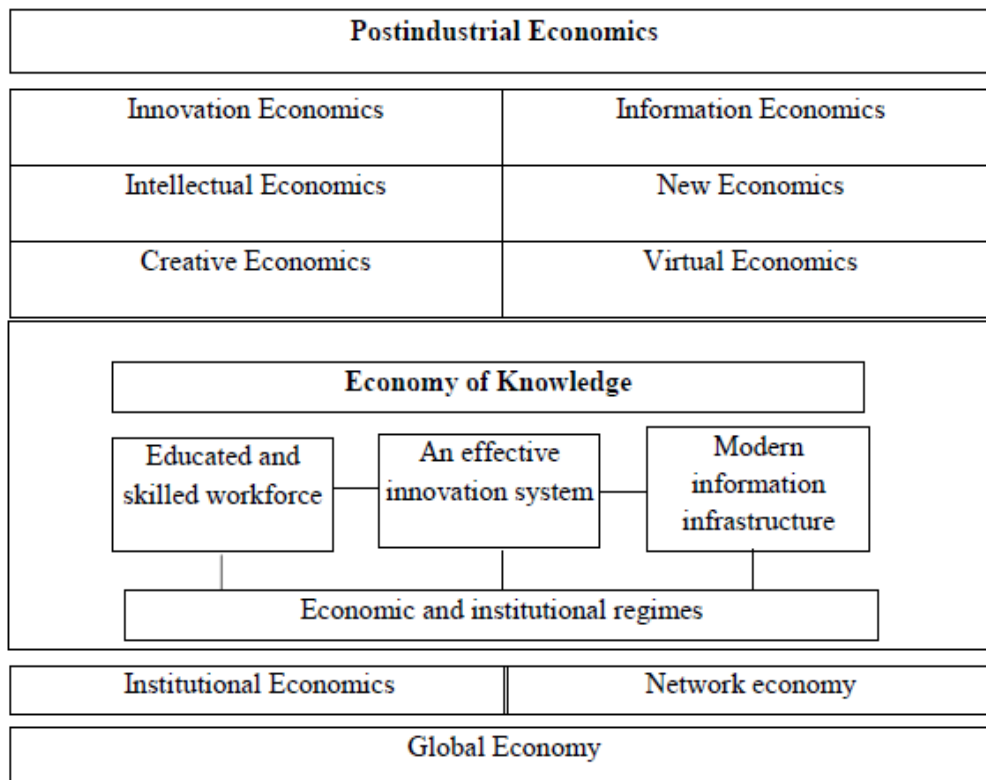 Postindustrial Economics
Innovation Economics
Information Economics
Intellectual Economics
New Economics
Creative Economics
Virtual Economics
Economy of Knowledge
Educated and
skilled workforce
An effective
innovation system
Modern
information
infrastructure
Economic and institutional regimes
Institutional Economics
Network economy
Global Economy